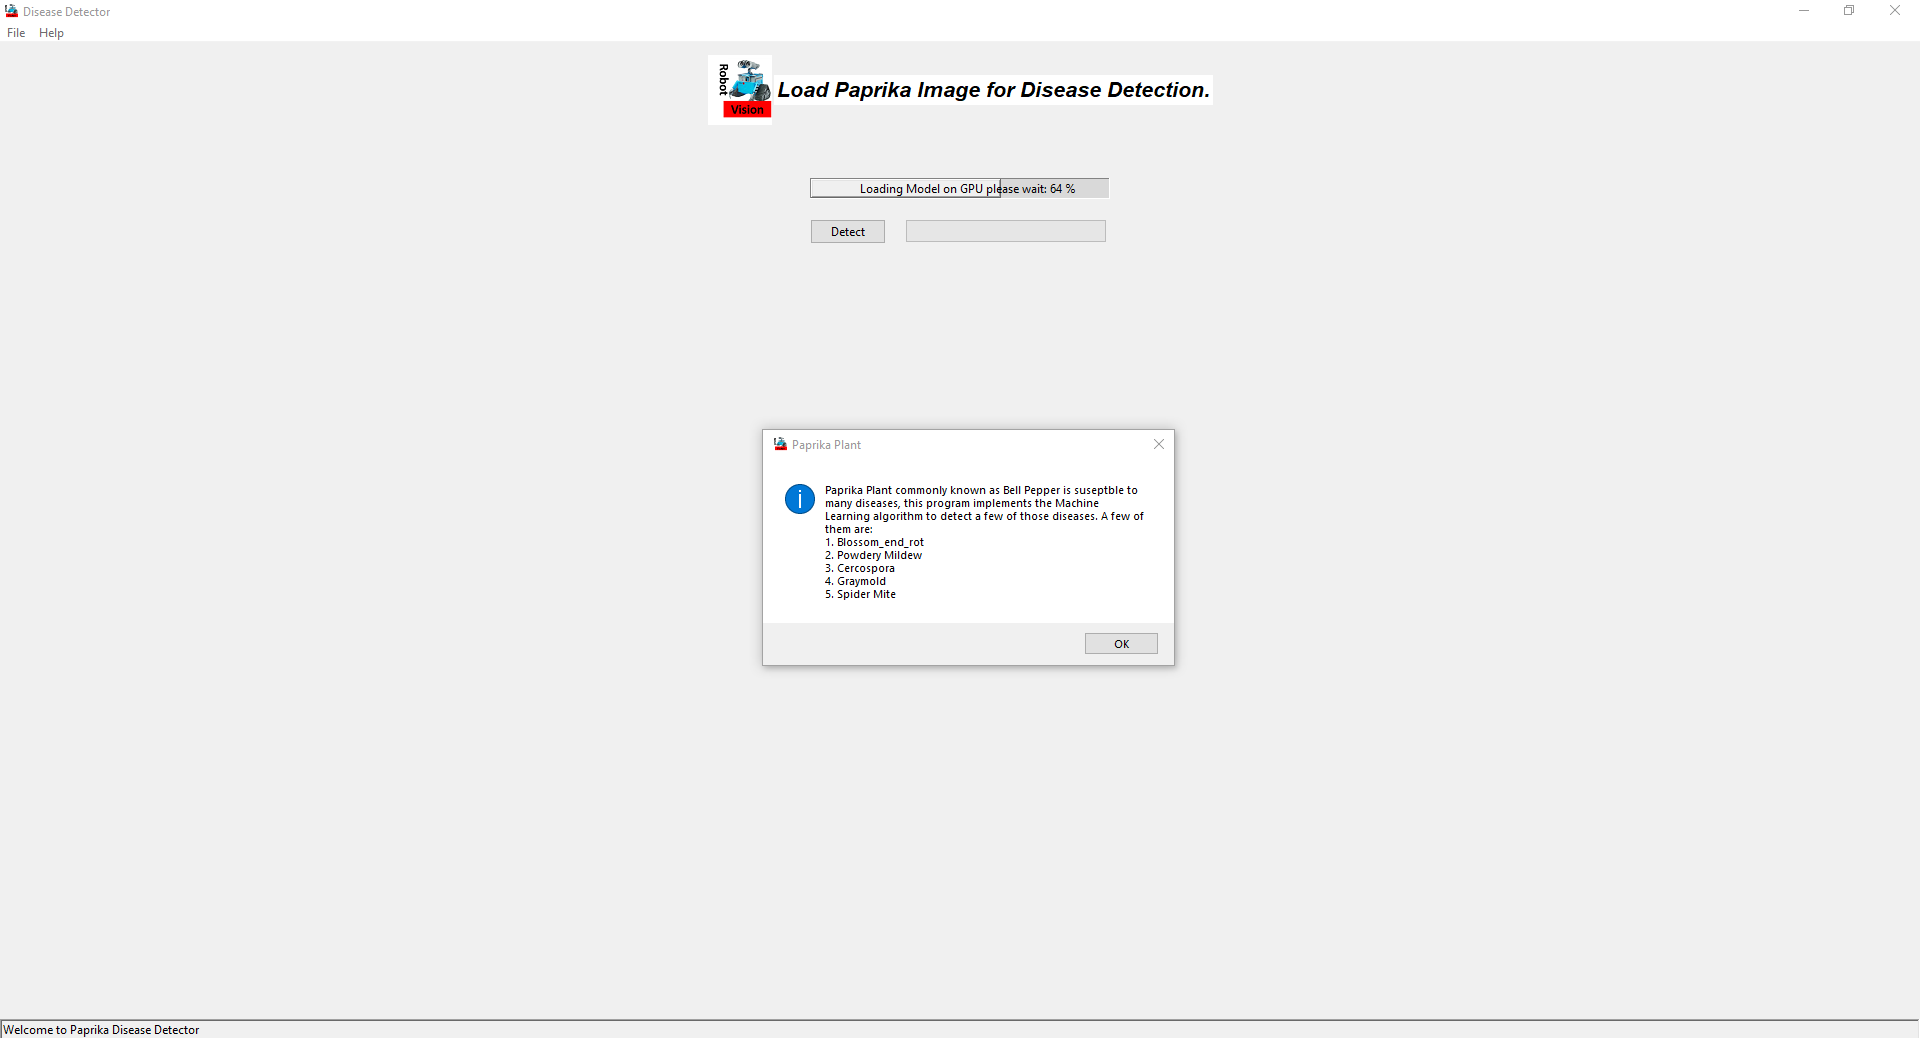 Disease Detector
File Help
Robot
Vision
Load Paprika Image for Disease Detection.
Loading Model on GPU please wait: 64 %
Detect
Paprika Plant
Paprika Plant commonly known as Bell Pepper is suseptble to
many diseases, this program implements the Machine
Learning algorithm to detect a few of those diseases. A few of
them are:
1. Blossom_end_rot
2. Powdery Mildew
3. Cercospora
4. Graymold
5. Spider Mite
OK
Welcome to Paprika Disease Detector